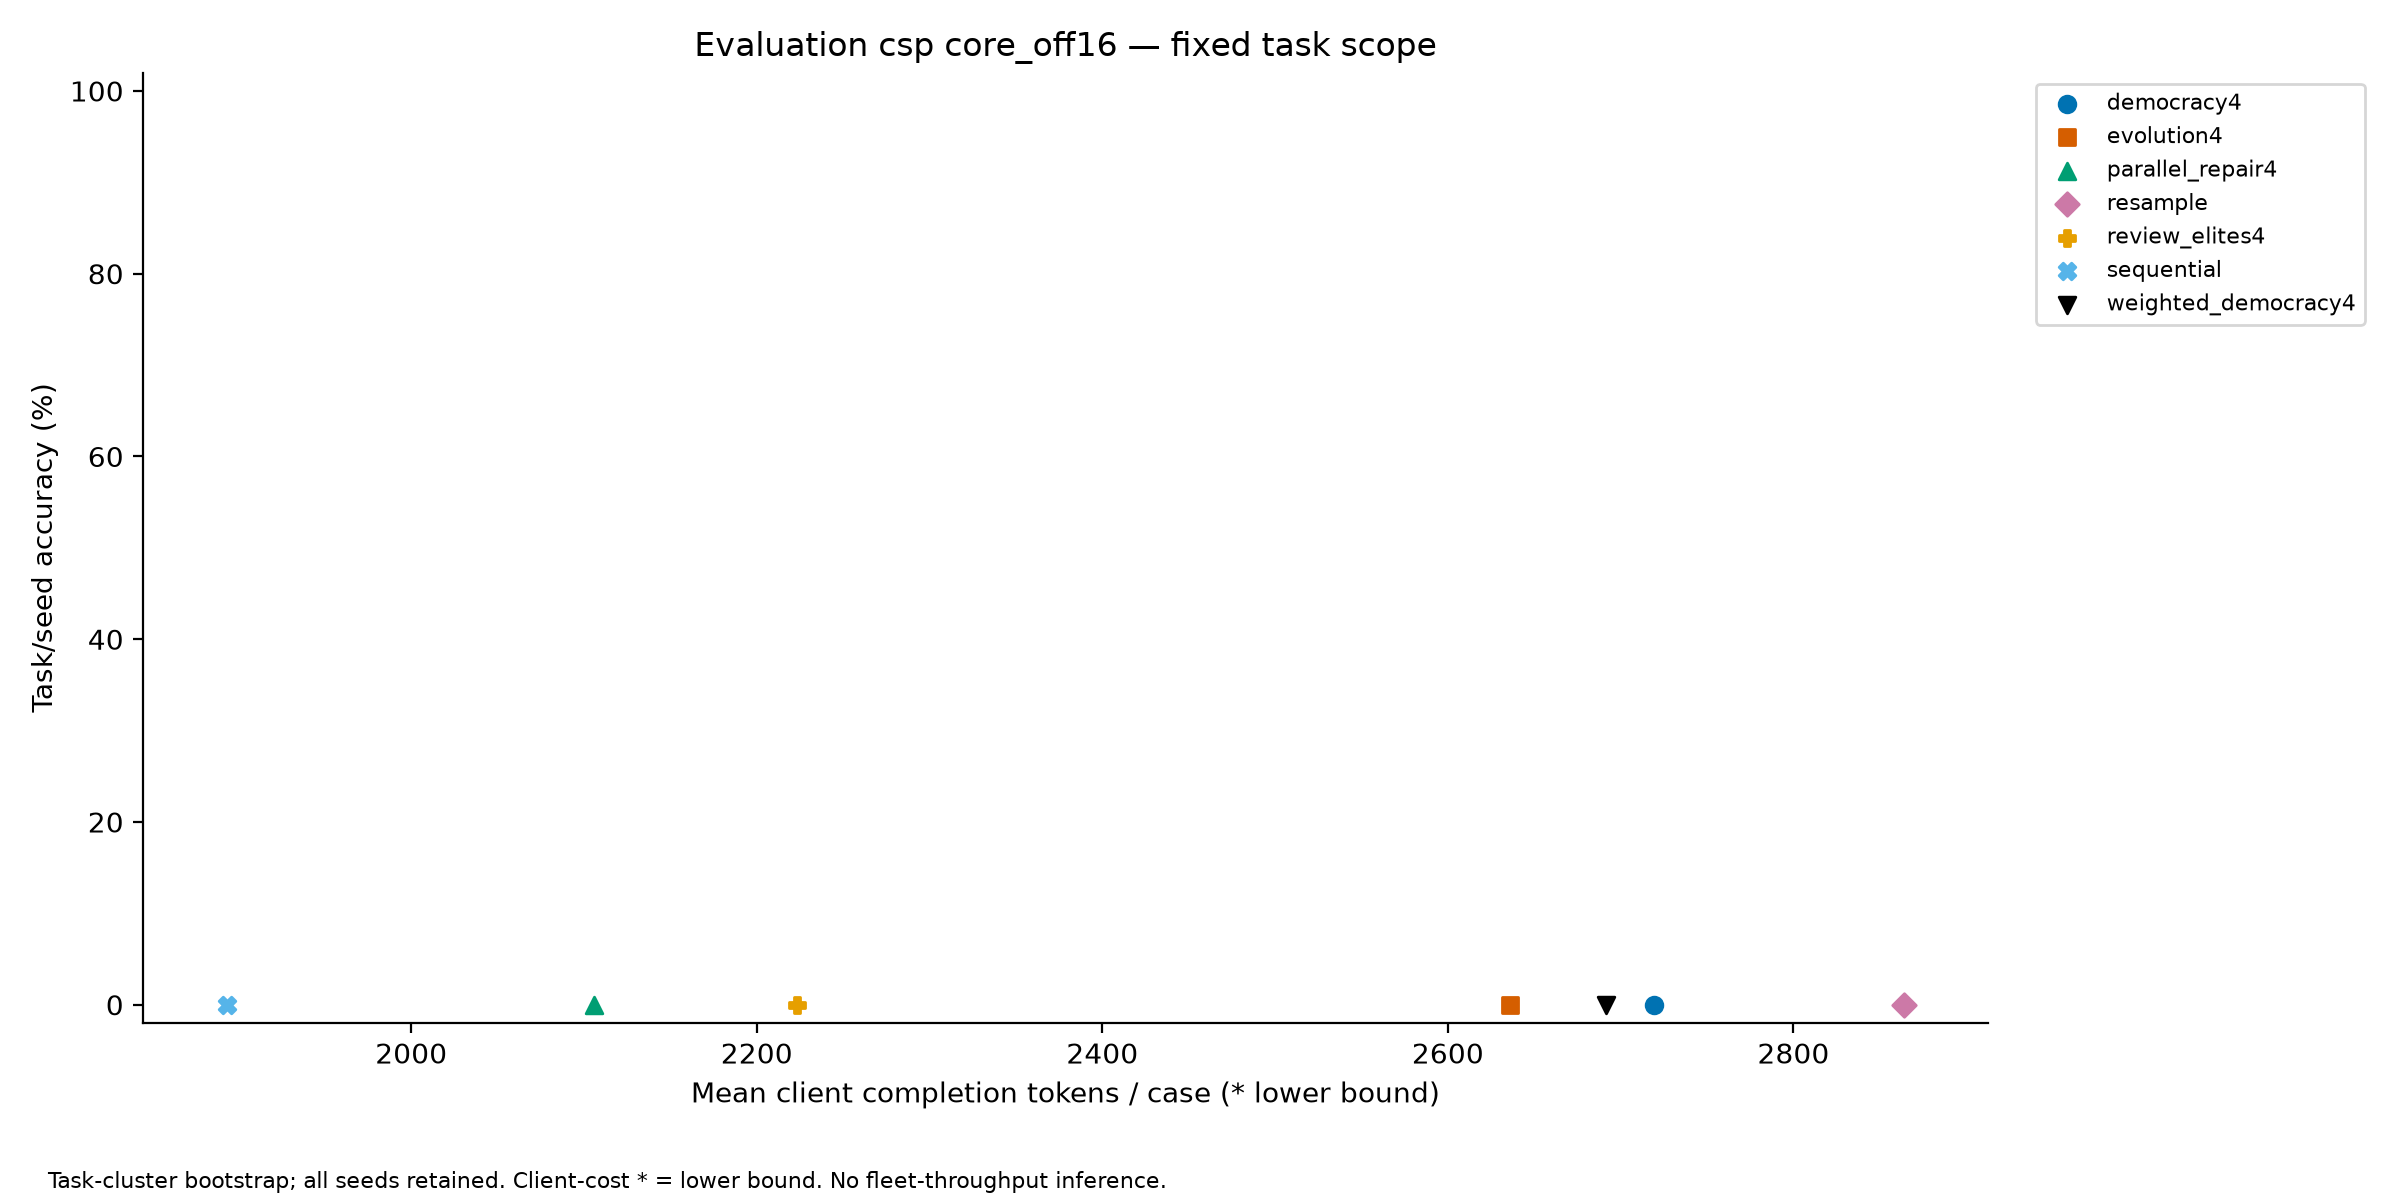 Evaluation csp core_off16 — fixed task scope
100
80
60
40
20
0
Task/seed accuracy (%)
2000
2200
2400
2600
2800
Mean client completion tokens / case (* lower bound)
democracy4
evolution4
parallel_repair4
resample
review_elites4
sequential
weighted_democracy4
Task-cluster bootstrap; all seeds retained. Client-cost * = lower bound. No fleet-throughput inference.